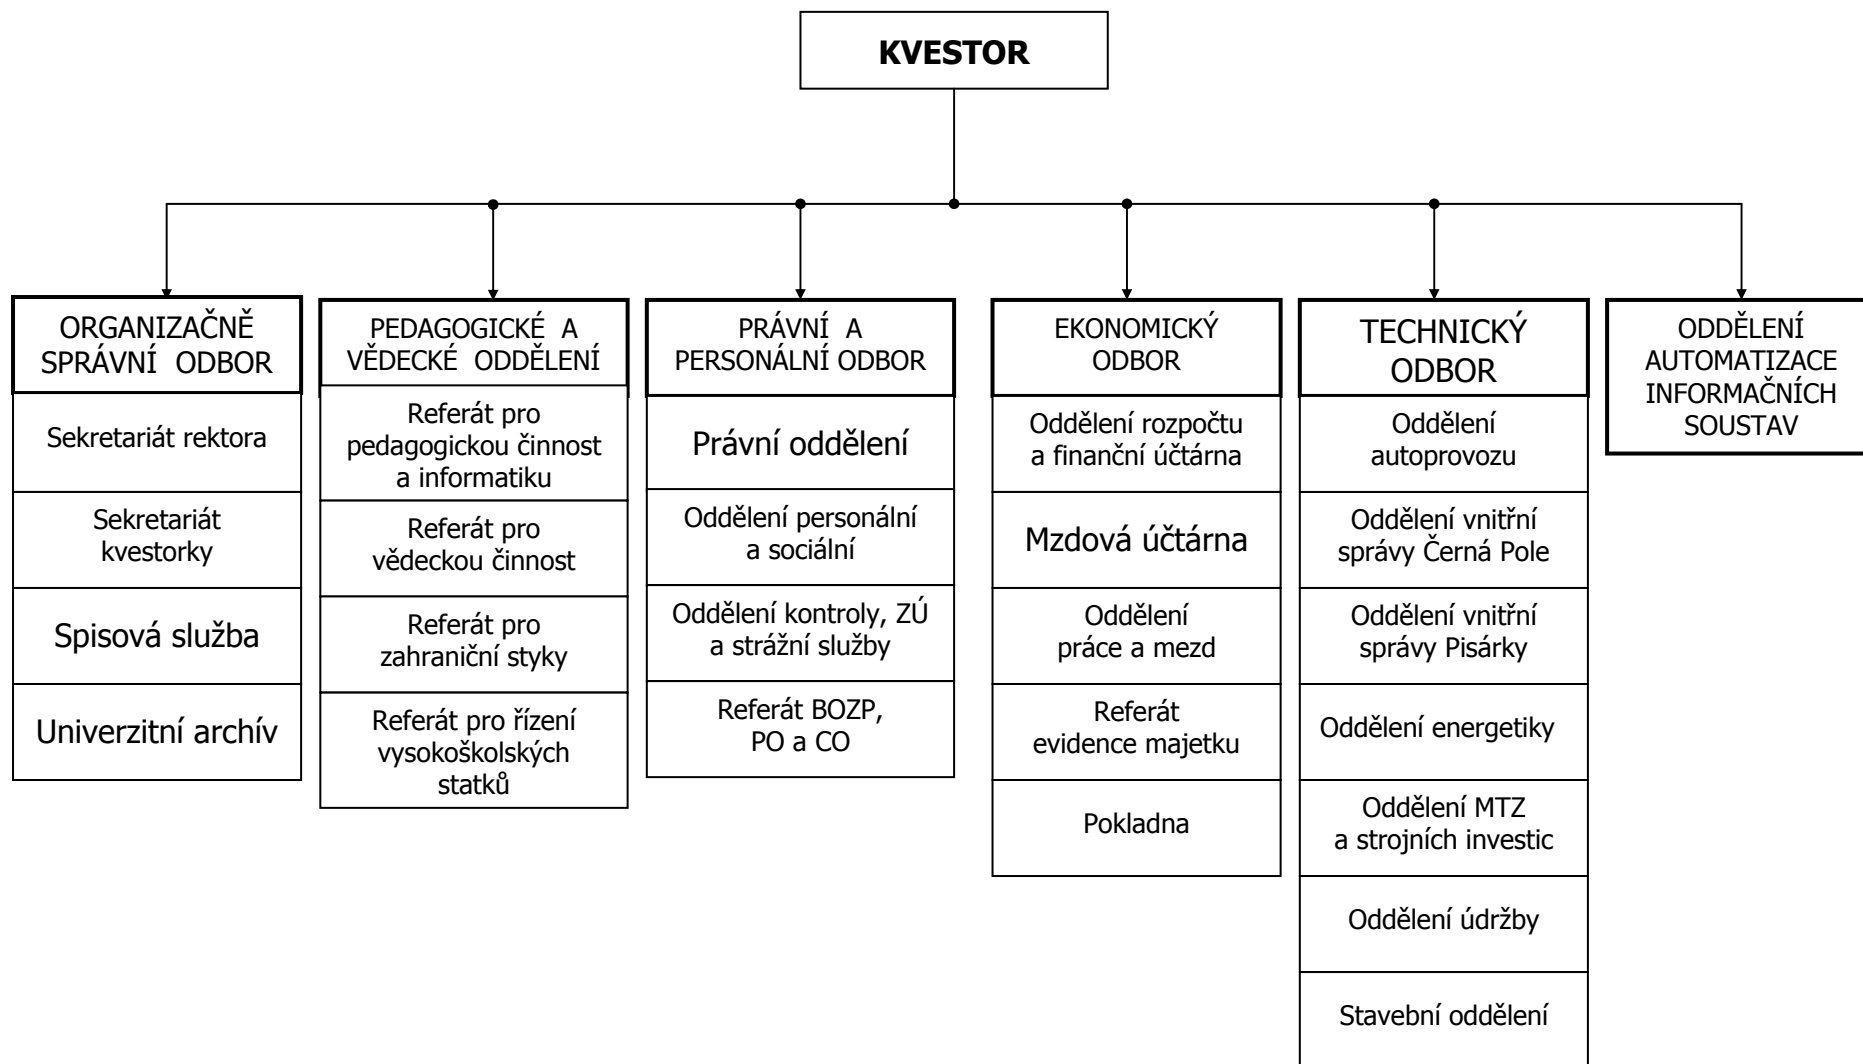 KVESTOR
ORGANIZAČNĚ
SPRÁVNÍ ODBOR
Sekretariát rektora
Sekretariát
kvestorky
Spisová služba
Univerzitní archív
PEDAGOGICKÉ A
VĚDECKÉ ODDĚLENÍ
Referát pro
pedagogickou činnost
a informatiku
Referát pro
vědeckou činnost
Referát pro
zahraniční styky
Referát pro řízení
vysokoškolských
statků
PRÁVNÍ A
PERSONÁLNÍ ODBOR
Právní oddělení
Oddělení personální
a sociální
Oddělení kontroly, ZÚ
a strážní služby
Referát BOZP,
PO a CO
EKONOMICKÝ
ODBOR
Oddělení rozpočtu
a finanční účtárna
Mzdová účtárna
Oddělení
práce a mezd
Referát
evidence majetku
Pokladna
TECHNICKÝ
ODBOR
Oddělení
autoprovozu
Oddělení vnitřní
správy Černá Pole
Oddělení vnitřní
správy Pisárky
Oddělení energetiky
Oddělení MTZ
a strojních investic
Oddělení údržby
Stavební oddělení
ODDĚLENÍ
AUTOMATIZACE
INFORMAČNÍCH
SOUSTAV